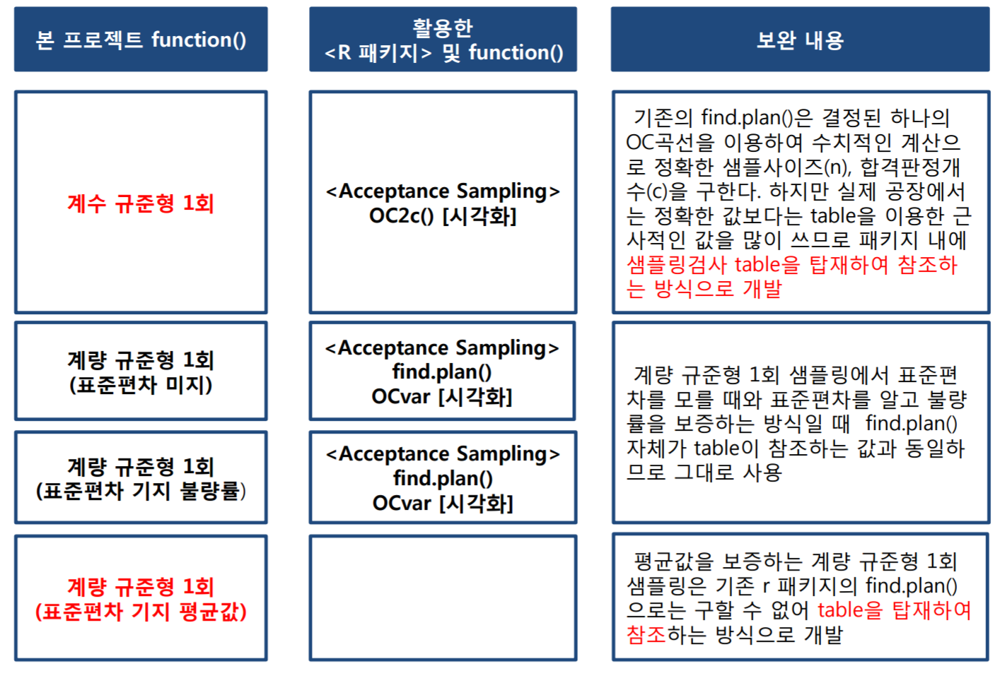 본 프로젝트 function()
활용한
<R 패키지> 및 function()
보완 내용
계수 규준형 1회
<Acceptance Sampling>
OC2c() [시각화]
기존의 find.plan()은 결정된 하나의
OC곡선을 이용하여 수치적인 계산으
로 정확한 샘플사이즈(n), 합격판정개
수(c)을 구한다. 하지만 실제 공장에서
는 정확한 값보다는 table을 이용한 근
사적인 값을 많이 쓰므로 패키지 내에
샘플링검사 table을 탑재하여 참조하
는 방식으로 개발
계량 규준형 1회
(표준편차 미지)
<Acceptance Sampling>
find.plan()
OCvar [시각화]
계량 규준형 1회 샘플링에서 표준편
차를 모를 때와 표준편차를 알고 불량
률을 보증하는 방식일 때 find.plan()
자체가 table이 참조하는 값과 동일하
므로 그대로 사용
계량 규준형 1회
(표준편차 기지 불량률)
<Acceptance Sampling>
find.plan()
OCvar [시각화]
계량 규준형 1회
(표준편차 기지 평균값)
평균값을 보증하는 계량 규준형 1회
샘플링은 기존 r 패키지의 find.plan()
으로는 구할 수 없어 table을 탑재하여
참조하는 방식으로 개발